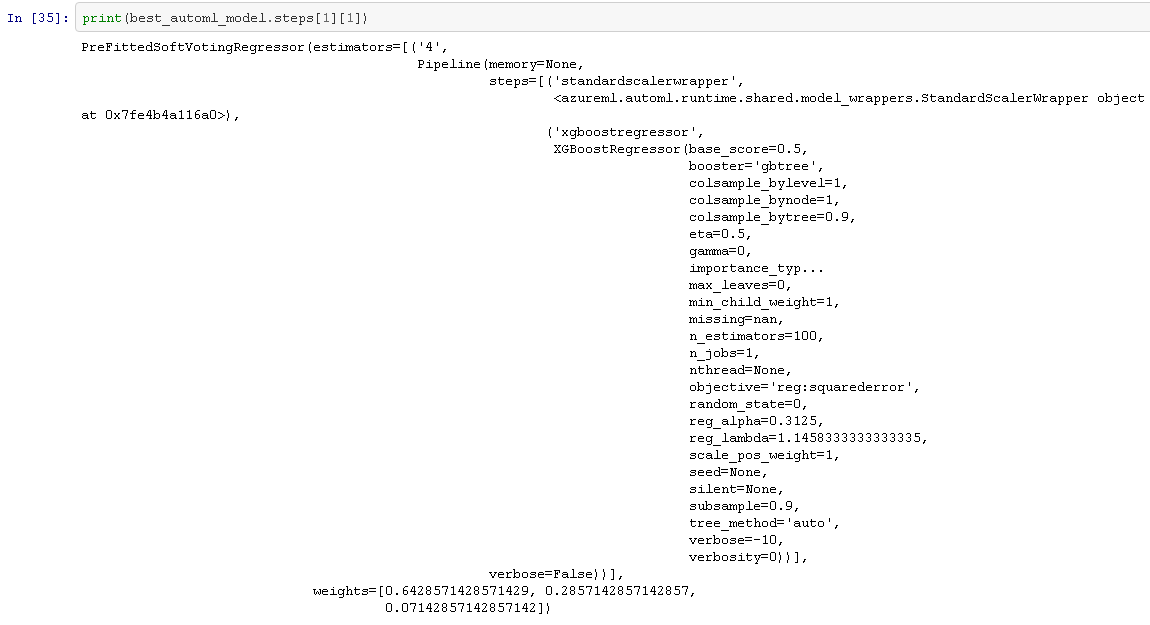 In [35]: print(best_automl_model.steps[1][1])
PreFittedSoftVotingRegressor(estimators=[('4',
Pipeline(memory=None,
steps=[('standardscalerwrapper',
<azureml.automl.runtime.shared.model_wrappers.StandardScalerWrapper object
at 0x7fe4b4a116a0>),
('xgboostregressor',
XGBoostRegressor(base_score=0.5,
booster='gbtree',
colsample_bylevel=1,
colsample_bynode=1,
colsample_bytree=0.9,
eta=0.5,
gamma=0,
importance_typ...
max_leaves=0,
min_child_weight=1,
missing=nan,
n_estimators=100,
n_jobs=1,
nthread=None,
objective='reg:squarederror',
random_state=0,
reg_alpha=0.3125,
reg_lambda=1.1458333333333335,
scale_pos_weight=1,
seed=None,
silent=None,
subsample=0.9,
tree_method='auto',
verbose=-10,
verbosity=0))],
verbose=False))],
weights=[0.6428571428571429, 0.2857142857142857,
0.07142857142857142])